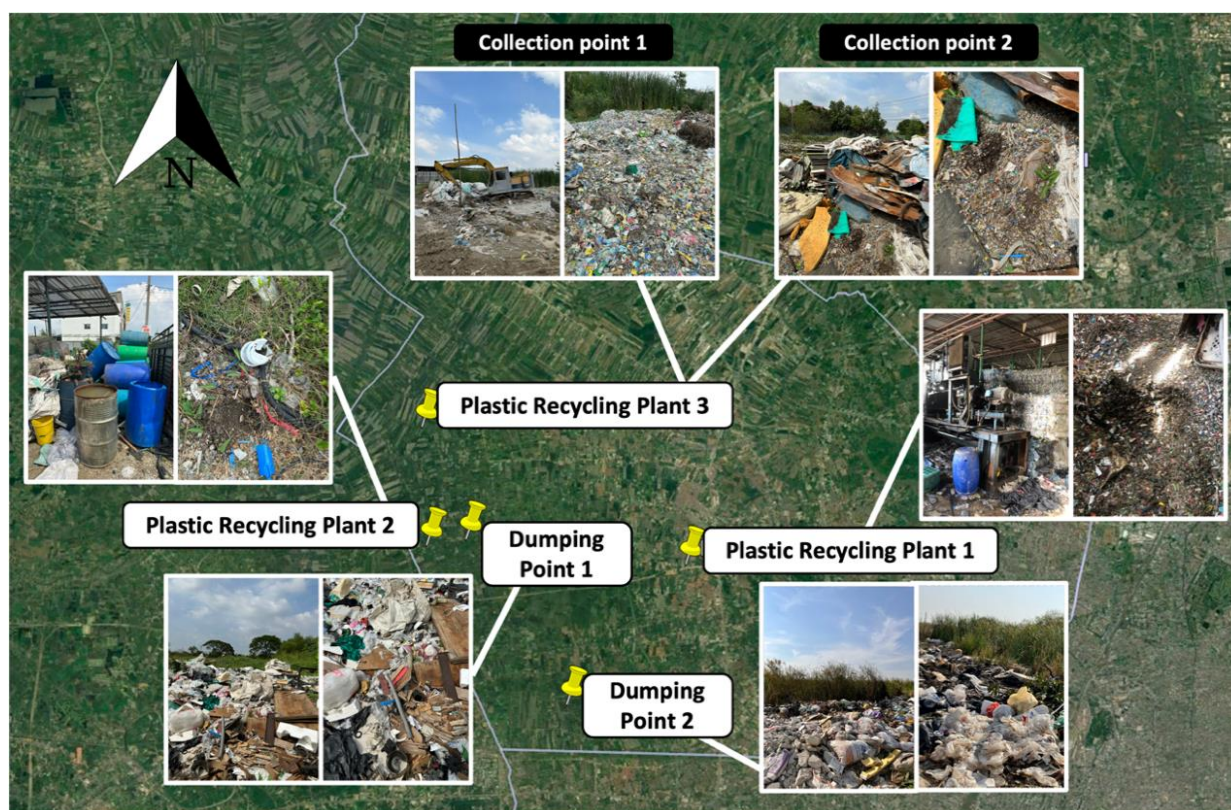 Collection point 1
Collection point 2
N
Plastic Recycling Plant 3
Plastic Recycling Plant 2
Dumping
Point 1
Plastic Recycling Plant 1
Dumping
Point 2